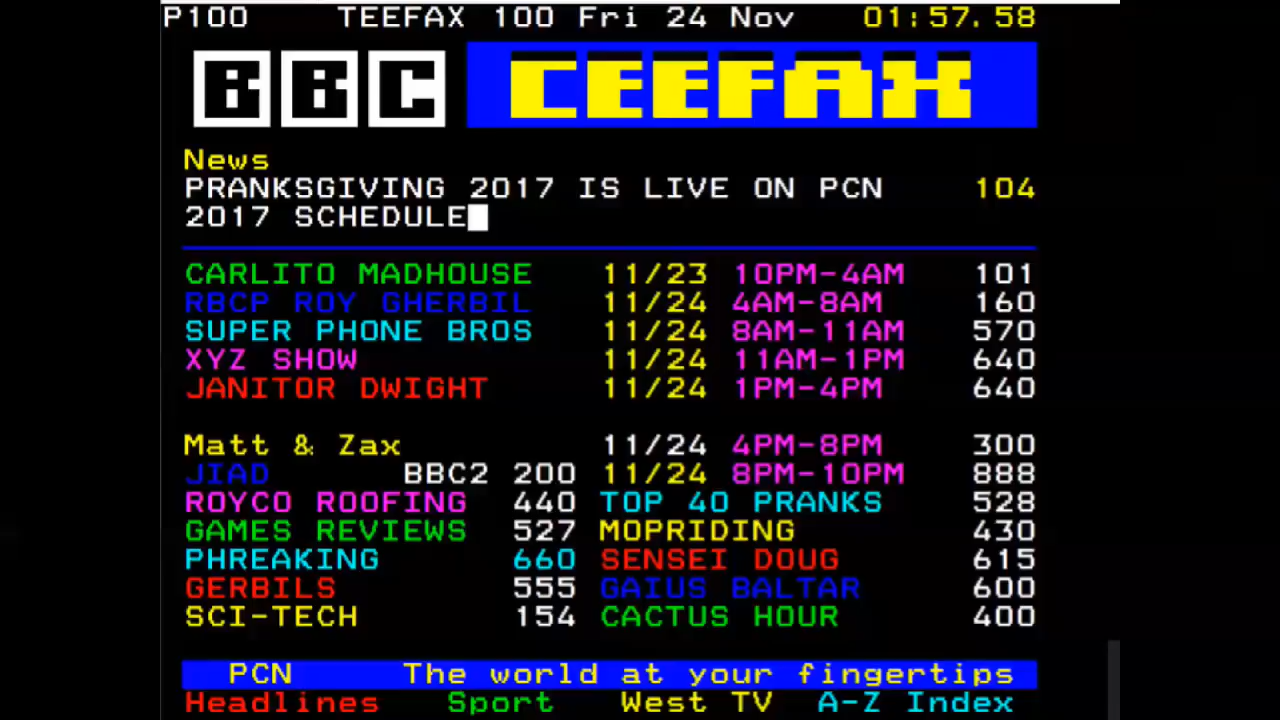 P100 TEEFAX 100 Fri 24 Nov 01:57.58
BBC CEEFAX
News
PRANKSGIVING 2017 IS LIVE ON PCN 104
2017 SCHEDULE
CARLITO MADHOUSE 11/23 10PM-4AM 101
RBCP ROY GHERBIL 11/24 4AM-8AM 160
SUPER PHONE BROS 11/24 8AM-11AM 570
XYZ SHOW 11/24 11AM-1PM 640
JANITOR DWIGHT 11/24 1PM-4PM 640
Matt & Zax 11/24 4PM-8PM 300
JIAD BBC2 200 11/24 8PM-10PM 888
ROYCO ROOFING 440 TOP 40 PRANKS 528
GAMES REVIEWS 527 MOPRIDING 430
PHREAKING 660 SENSEI DOUG 615
GERBILS 555 GAIUS BALTAR 600
SCI-TECH 154 CACTUS HOUR 400
PCN The world at your fingertips
Headlines Sport West TV A-Z Index